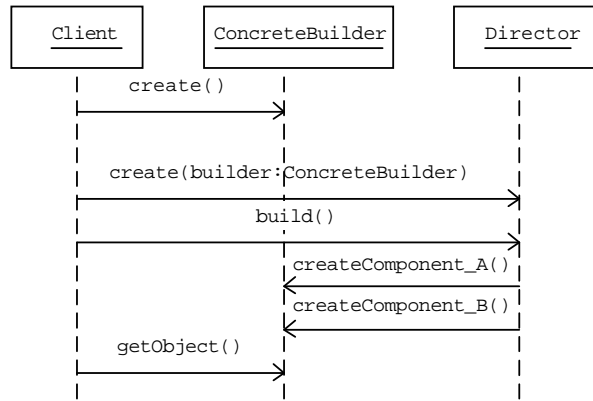 Client
ConcreteBuilder
Director
create()
create(builder:ConcreteBuilder)
build()
createComponent_A()
createComponent_B()
getObject()